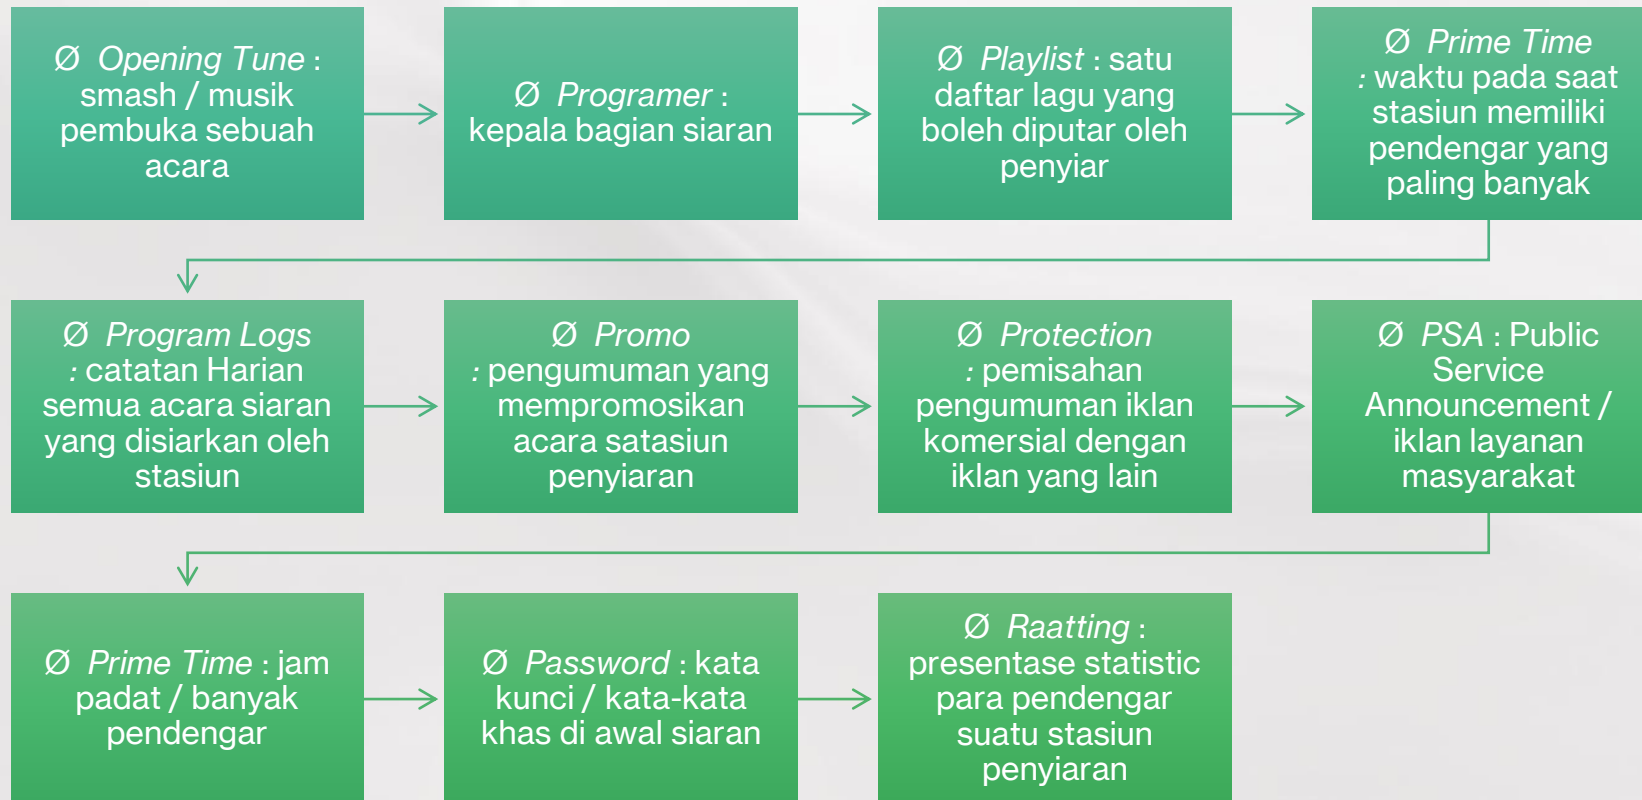 Ø Opening Tune :
smash / musik
pembuka sebuah
acara
Ø Programer :
kepala bagian siaran
Ø Playlist : satu
daftar lagu yang
boleh diputar oleh
penyiar
Ø Prime Time
: waktu pada saat
stasiun memiliki
pendengar yang
paling banyak
Ø Program Logs
: catatan Harian
semua acara siaran
yang disiarkan oleh
stasiun
Ø Promo
: pengumuman yang
mempromosikan
acara satasiun
penyiaran
Ø Protection
: pemisahan
pengumuman iklan
komersial dengan
iklan yang lain
Ø PSA : Public
Service
Announcement /
iklan layanan
masyarakat
Ø Prime Time : jam
padat / banyak
pendengar
Ø Password : kata
kunci / kata-kata
khas di awal siaran
Ø Raatting :
presentase statistic
para pendengar
suatu stasiun
penyiaran